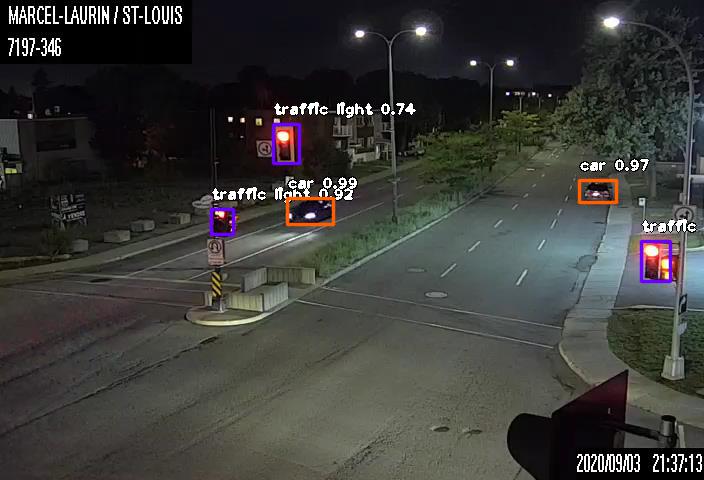 MARCEL-LAURIN / ST-LOUIS
7197-346
traffic light 0.74
car 0.99
traffic light 0.92
car 0.97
traffic
À VENDRE
2020/09/03 21:37:13